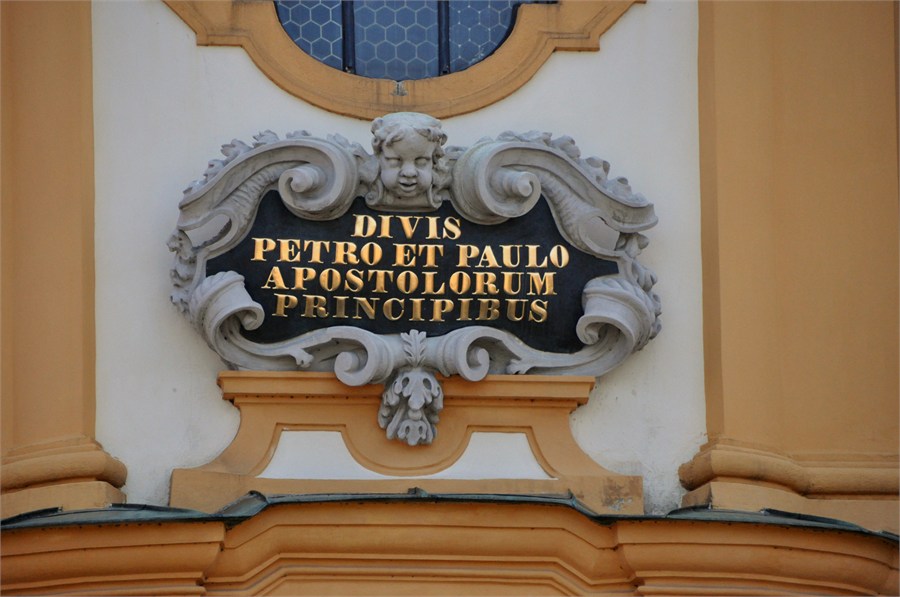 DIVIS
PETRO ET PAULO
APOSTOLORUM
PRINCIPIBUS